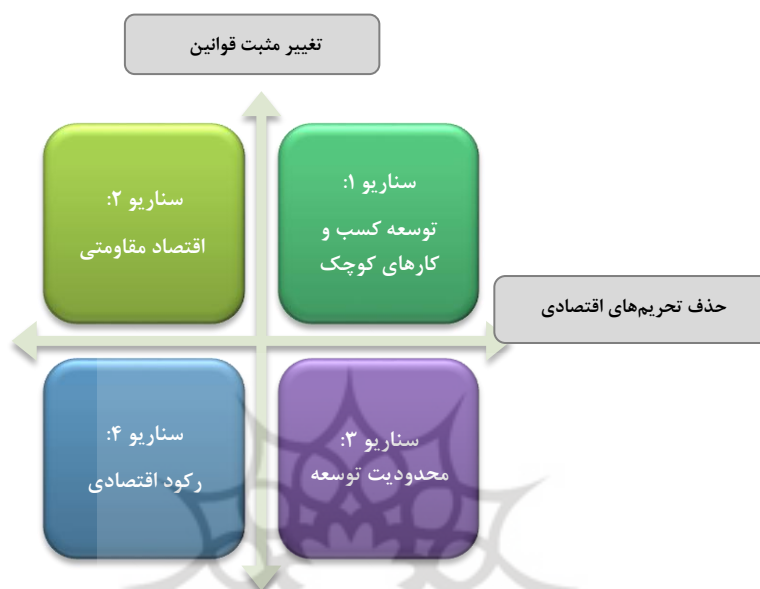 تغییر مثبت قوانین
سناریو ۱:
توسعه کسب و
کارهای کوچک
سناریو ۲:
اقتصاد مقاومتی
حذف تحریم‌های اقتصادی
سناریو ۳:
محدودیت توسعه
سناریو ۴:
رکود اقتصادی